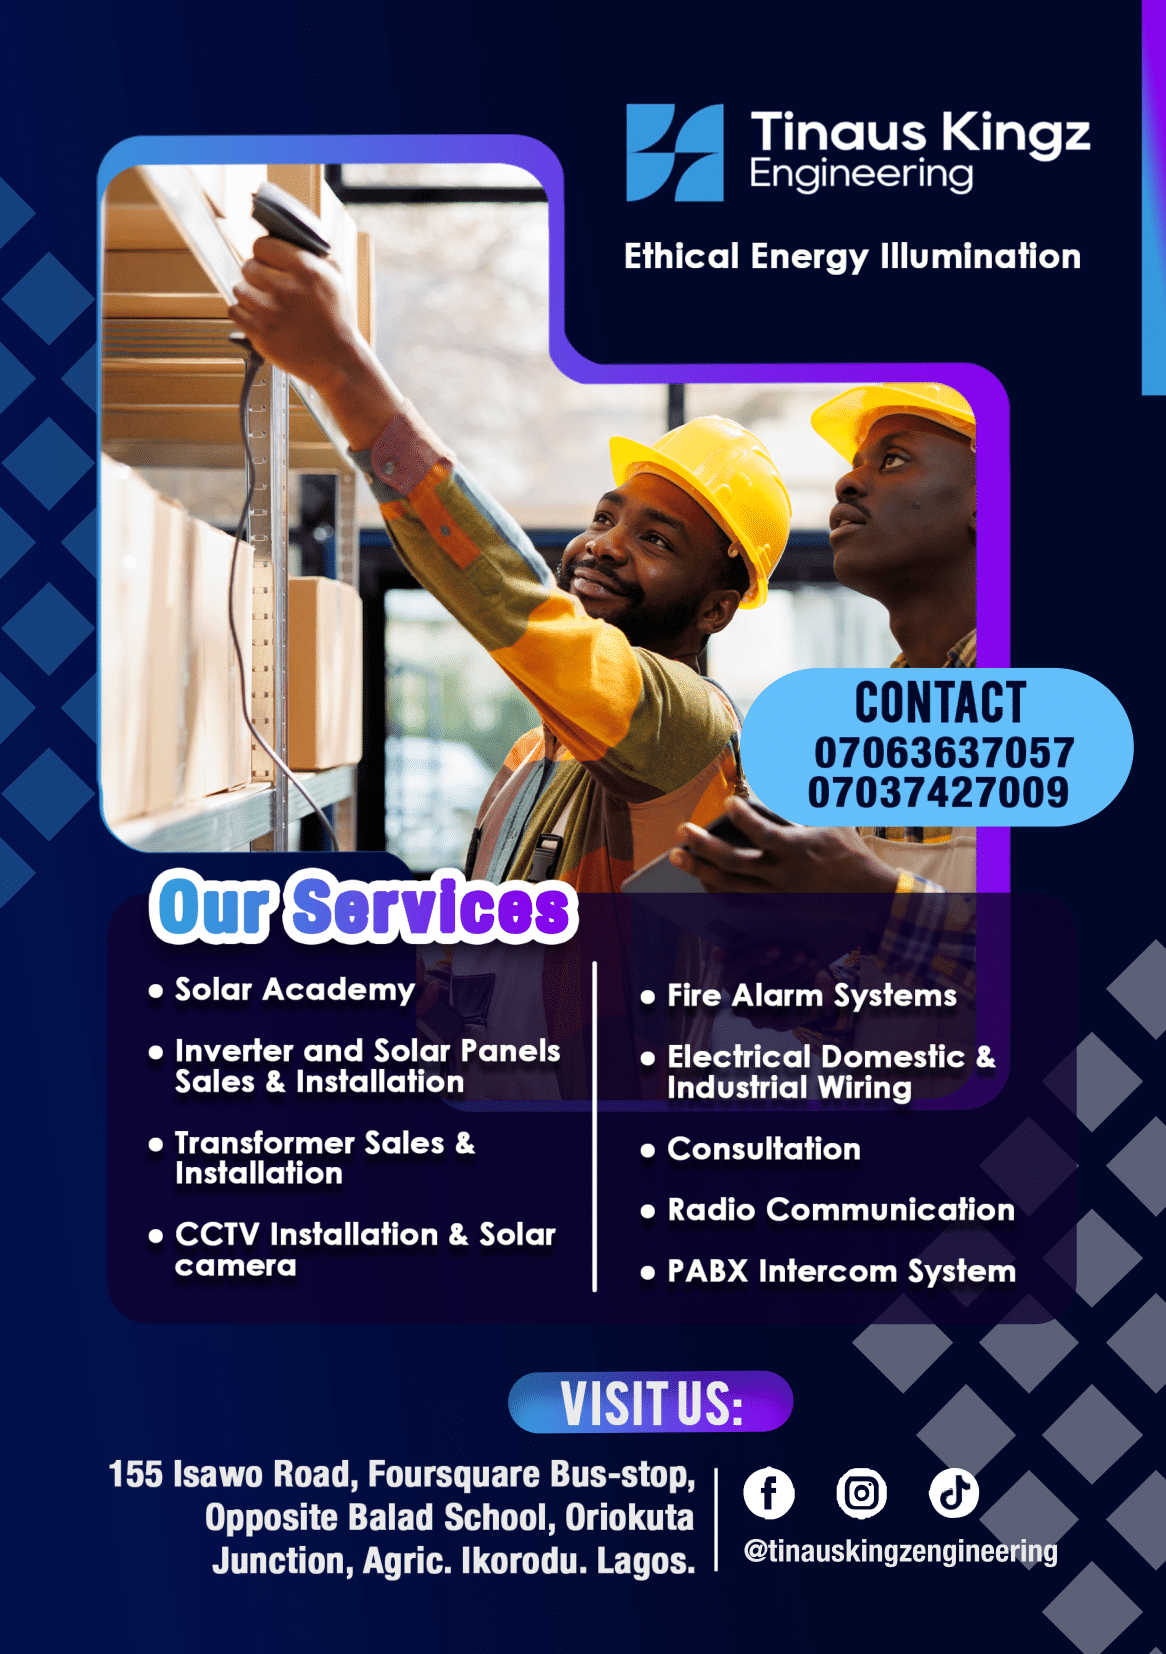 Tinaus Kingz
Engineering
Ethical Energy Illumination
CONTACT
07063637057
07037427009
Our Services
• Solar Academy
• Inverter and Solar Panels
Sales & Installation
• Transformer Sales &
Installation
• CCTV Installation & Solar
camera
• Fire Alarm Systems
• Electrical Domestic &
Industrial Wiring
• Consultation
• Radio Communication
• PABX Intercom System
VISIT US:
155 Isawo Road, Foursquare Bus-stop,
Opposite Balad School, Oriokuta
Junction, Agric. Ikorodu. Lagos.
@tinauskingzengineering